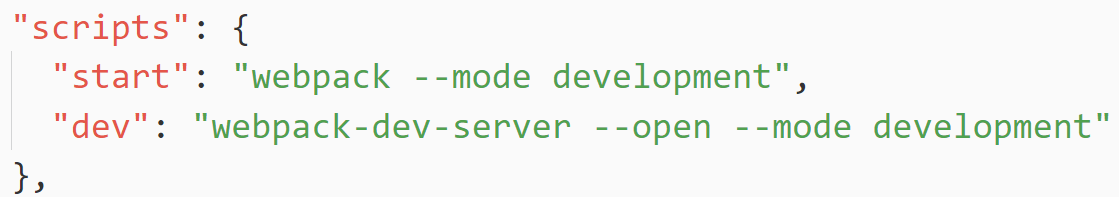 "scripts": {
  "start": "webpack --mode development",
  "dev": "webpack-dev-server --open --mode development"
},